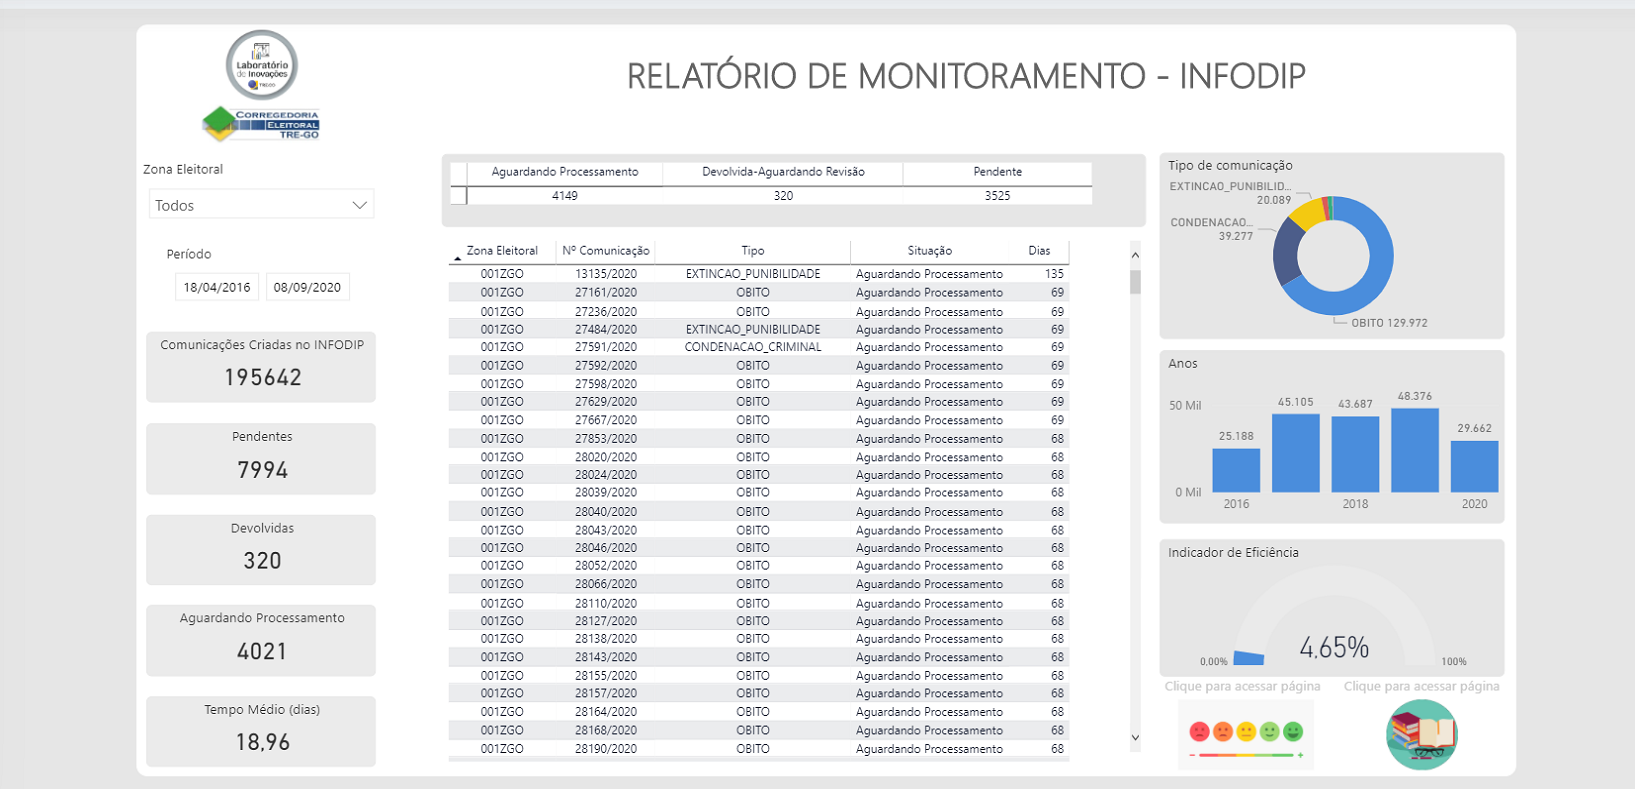 Laboratório
de Inovações
TRE-GO
CORREGEDORIA
ELEITORAL
TRE-GO
RELATÓRIO DE MONITORAMENTO - INFODIP
Zona Eleitoral
Todos
Período
18/04/2016 08/09/2020
Comunicações Criadas no INFODIP
195642
Pendentes
7994
Devolvidas
320
Aguardando Processamento
4021
Tempo Médio (dias)
18,96
Aguardando Processamento Devolvida-Aguardando Revisão Pendente
4149 320 3525
Zona Eleitoral Nº Comunicação Tipo Situação Dias
001ZGO 13135/2020 EXTINCAO_PUNIBILIDADE Aguardando Processamento 135
001ZGO 27161/2020 OBITO Aguardando Processamento 69
001ZGO 27236/2020 OBITO Aguardando Processamento 69
001ZGO 27484/2020 EXTINCAO_PUNIBILIDADE Aguardando Processamento 69
001ZGO 27591/2020 CONDENACAO_CRIMINAL Aguardando Processamento 69
001ZGO 27592/2020 OBITO Aguardando Processamento 69
001ZGO 27598/2020 OBITO Aguardando Processamento 69
001ZGO 27629/2020 OBITO Aguardando Processamento 69
001ZGO 27667/2020 OBITO Aguardando Processamento 69
001ZGO 27853/2020 OBITO Aguardando Processamento 68
001ZGO 28020/2020 OBITO Aguardando Processamento 68
001ZGO 28024/2020 OBITO Aguardando Processamento 68
001ZGO 28039/2020 OBITO Aguardando Processamento 68
001ZGO 28040/2020 OBITO Aguardando Processamento 68
001ZGO 28043/2020 OBITO Aguardando Processamento 68
001ZGO 28046/2020 OBITO Aguardando Processamento 68
001ZGO 28052/2020 OBITO Aguardando Processamento 68
001ZGO 28066/2020 OBITO Aguardando Processamento 68
001ZGO 28110/2020 OBITO Aguardando Processamento 68
001ZGO 28127/2020 OBITO Aguardando Processamento 68
001ZGO 28138/2020 OBITO Aguardando Processamento 68
001ZGO 28143/2020 OBITO Aguardando Processamento 68
001ZGO 28155/2020 OBITO Aguardando Processamento 68
001ZGO 28157/2020 OBITO Aguardando Processamento 68
001ZGO 28164/2020 OBITO Aguardando Processamento 68
001ZGO 28168/2020 OBITO Aguardando Processamento 68
001ZGO 28190/2020 OBITO Aguardando Processamento 68
Tipo de comunicação
EXTINCAO_PUNIBILID...
20.089
CONDENACAO...
39.277
OBITO 129.972
Anos
50 Mil
0 Mil
25.188 45.105 43.687 48.376 29.662
2016 2018 2020
Indicador de Eficiência
4,65%
0,00% 100%
Clique para acessar página Clique para acessar página
- +